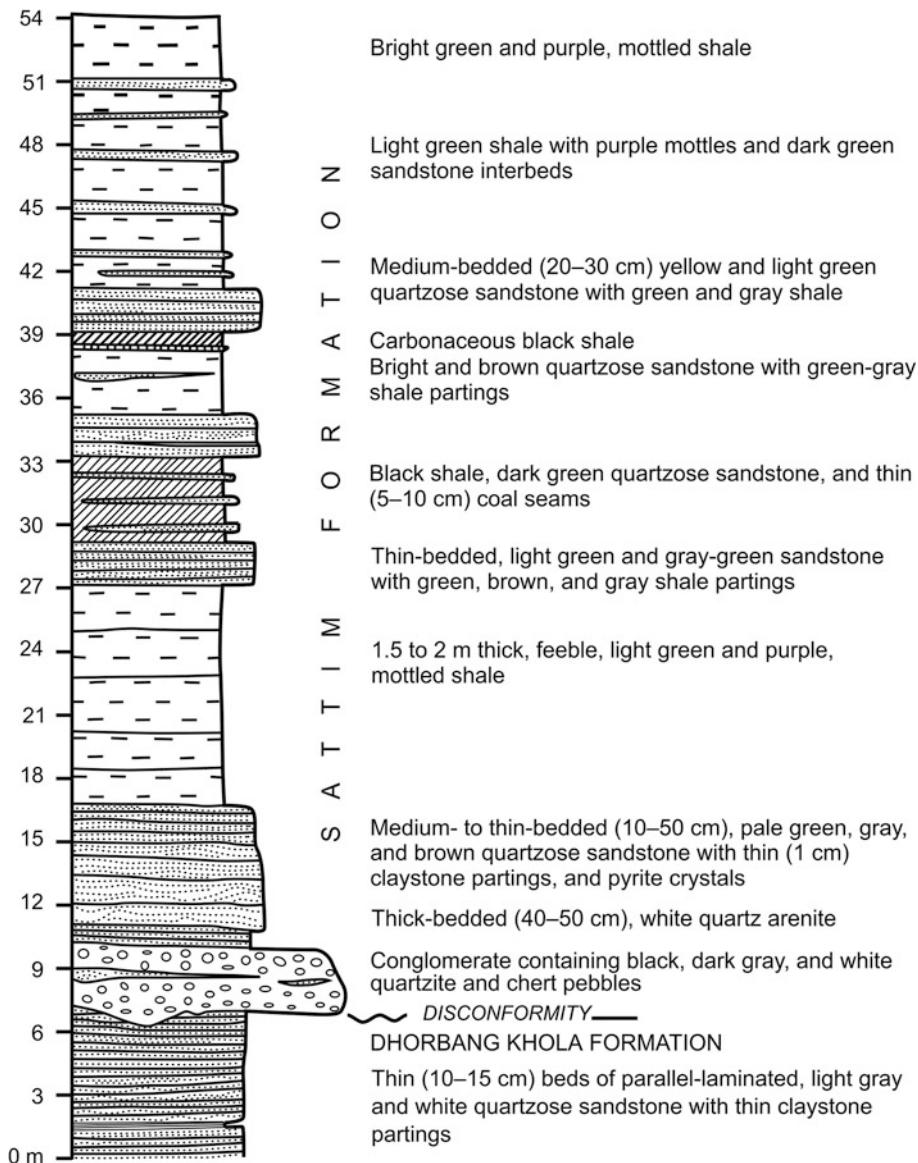 54
51
48
45
42
39
36
33
30
27
24
21
18
15
12
9
6
3
0 m
SATTIM FORMATION
Bright green and purple, mottled shale
Light green shale with purple mottles and dark green
sandstone interbeds
Medium-bedded (20–30 cm) yellow and light green
quartzose sandstone with green and gray shale
Carbonaceous black shale
Bright and brown quartzose sandstone with green-gray
shale partings
Black shale, dark green quartzose sandstone, and thin
(5–10 cm) coal seams
Thin-bedded, light green and gray-green sandstone
with green, brown, and gray shale partings
1.5 to 2 m thick, feeble, light green and purple,
mottled shale
Medium- to thin-bedded (10–50 cm), pale green, gray,
and brown quartzose sandstone with thin (1 cm)
claystone partings, and pyrite crystals
Thick-bedded (40–50 cm), white quartz arenite
Conglomerate containing black, dark gray, and white
quartzite and chert pebbles
DISCONFORMITY
DHORBANG KHOLA FORMATION
Thin (10–15 cm) beds of parallel-laminated, light gray
and white quartzose sandstone with thin claystone
partings